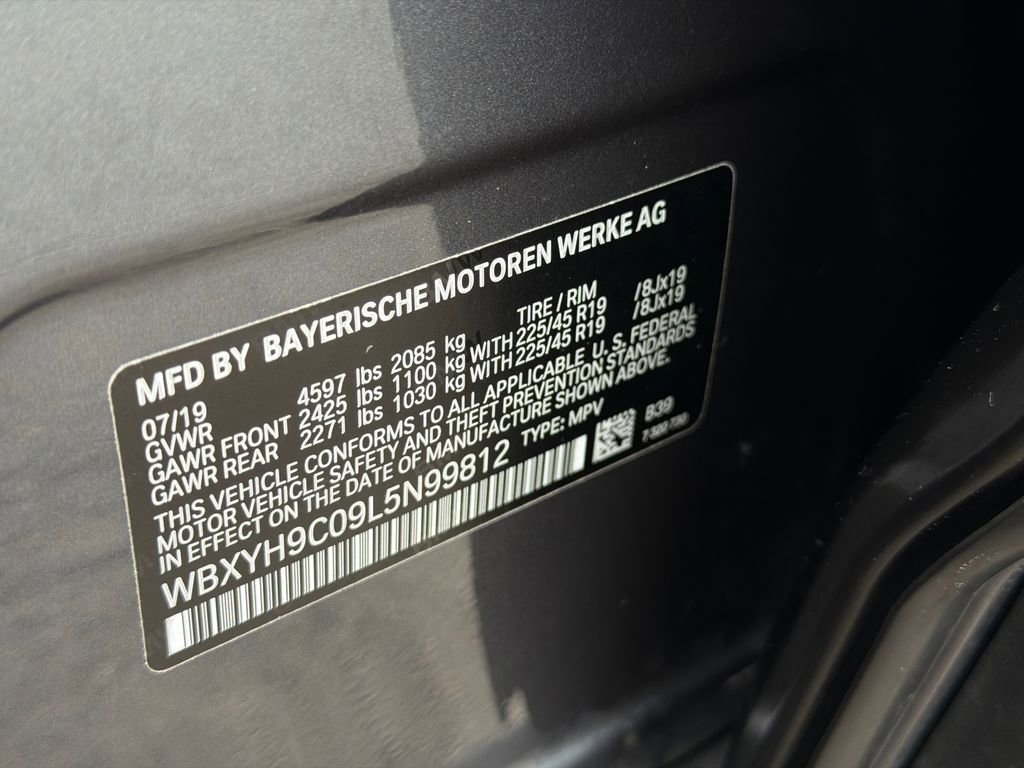 MFD BY BAYERISCHE MOTOREN WERKE AG
07/19 TIRE / RIM
GVWR 4597 lbs 2085 kg
GAWR FRONT 2425 lbs 1100 kg WITH 225/45 R19 /8Jx19
GAWR REAR 2271 lbs 1030 kg WITH 225/45 R19 /8Jx19
THIS VEHICLE CONFORMS TO ALL APPLICABLE U. S. FEDERAL
MOTOR VEHICLE SAFETY AND THEFT PREVENTION STANDARDS
IN EFFECT ON THE DATE OF MANUFACTURE SHOWN ABOVE.
WBXYH9C09L5N99812 TYPE: MPV B39